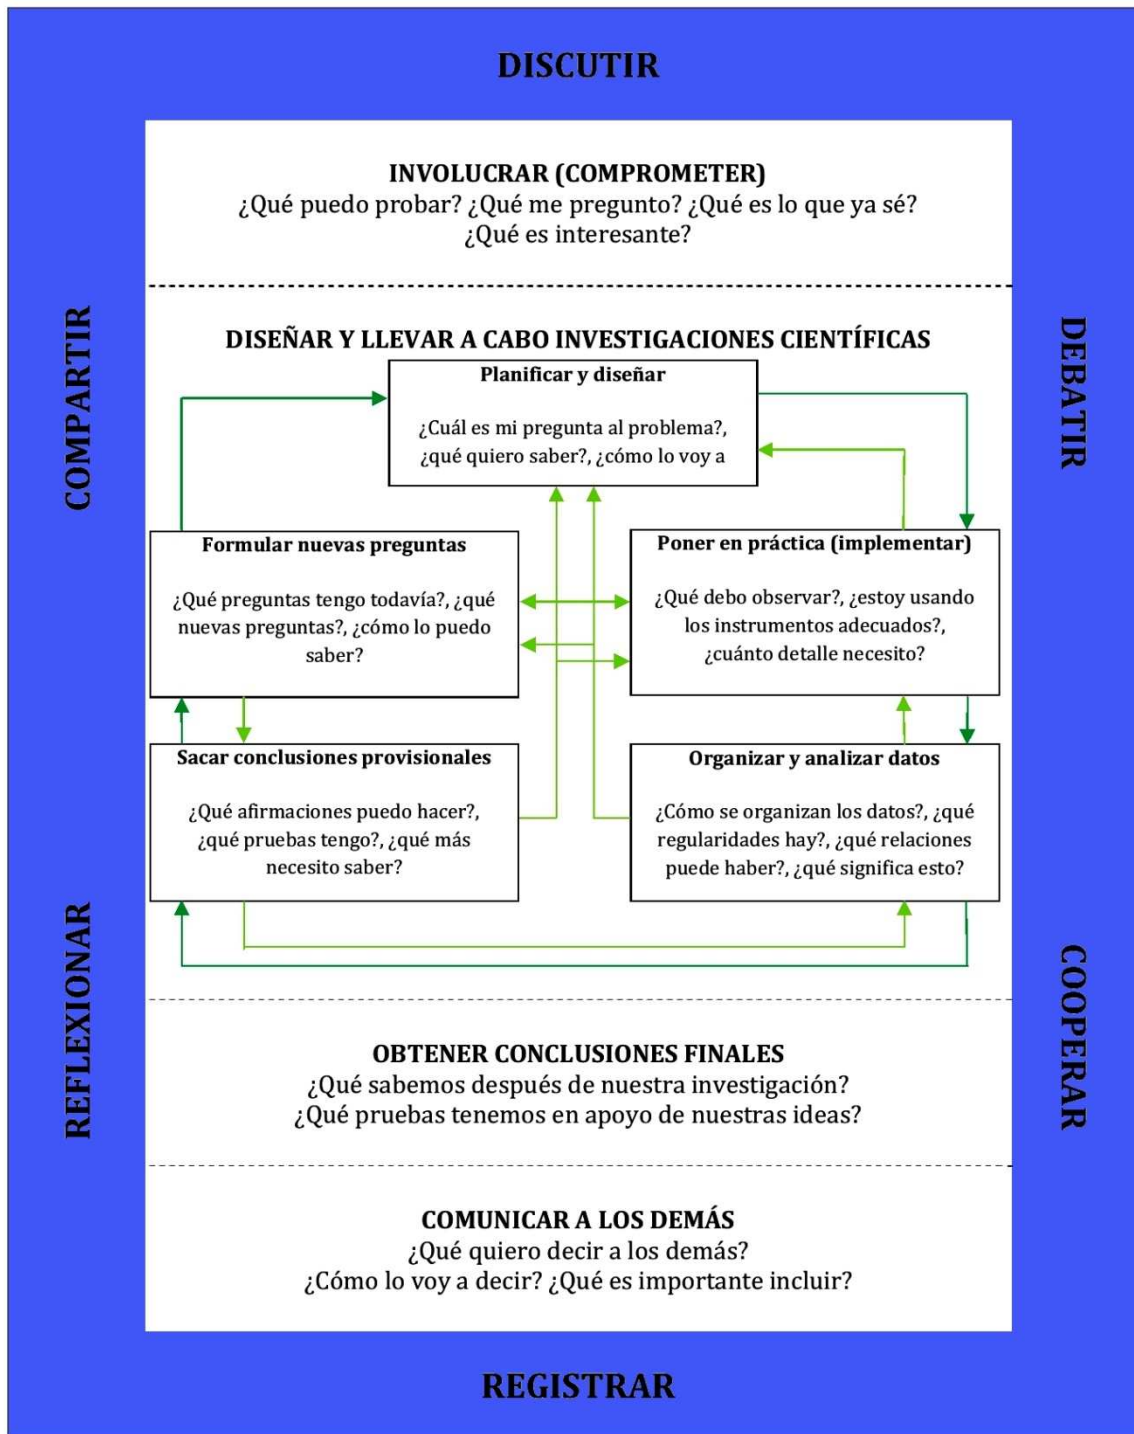 DISCUTIR
INVOLUCRAR (COMPROMETER)
¿Qué puedo probar? ¿Qué me pregunto? ¿Qué es lo que ya sé?
¿Qué es interesante?
COMPARTIR
DEBATIR
DISEÑAR Y LLEVAR A CABO INVESTIGACIONES CIENTÍFICAS
Planificar y diseñar
¿Cuál es mi pregunta al problema?,
¿qué quiero saber?, ¿cómo lo voy a
Formular nuevas preguntas
¿Qué preguntas tengo todavía?, ¿qué
nuevas preguntas?, ¿cómo lo puedo
saber?
Poner en práctica (implementar)
¿Qué debo observar?, ¿estoy usando
los instrumentos adecuados?,
¿cuánto detalle necesito?
Sacar conclusiones provisionales
¿Qué afirmaciones puedo hacer?,
¿qué pruebas tengo?, ¿qué más
necesito saber?
Organizar y analizar datos
¿Cómo se organizan los datos?, ¿qué
regularidades hay?, ¿qué relaciones
puede haber?, ¿qué significa esto?
REFLEXIONAR
COOPERAR
OBTENER CONCLUSIONES FINALES
¿Qué sabemos después de nuestra investigación?
¿Qué pruebas tenemos en apoyo de nuestras ideas?
COMUNICAR A LOS DEMÁS
¿Qué quiero decir a los demás?
¿Cómo lo voy a decir? ¿Qué es importante incluir?
REGISTRAR